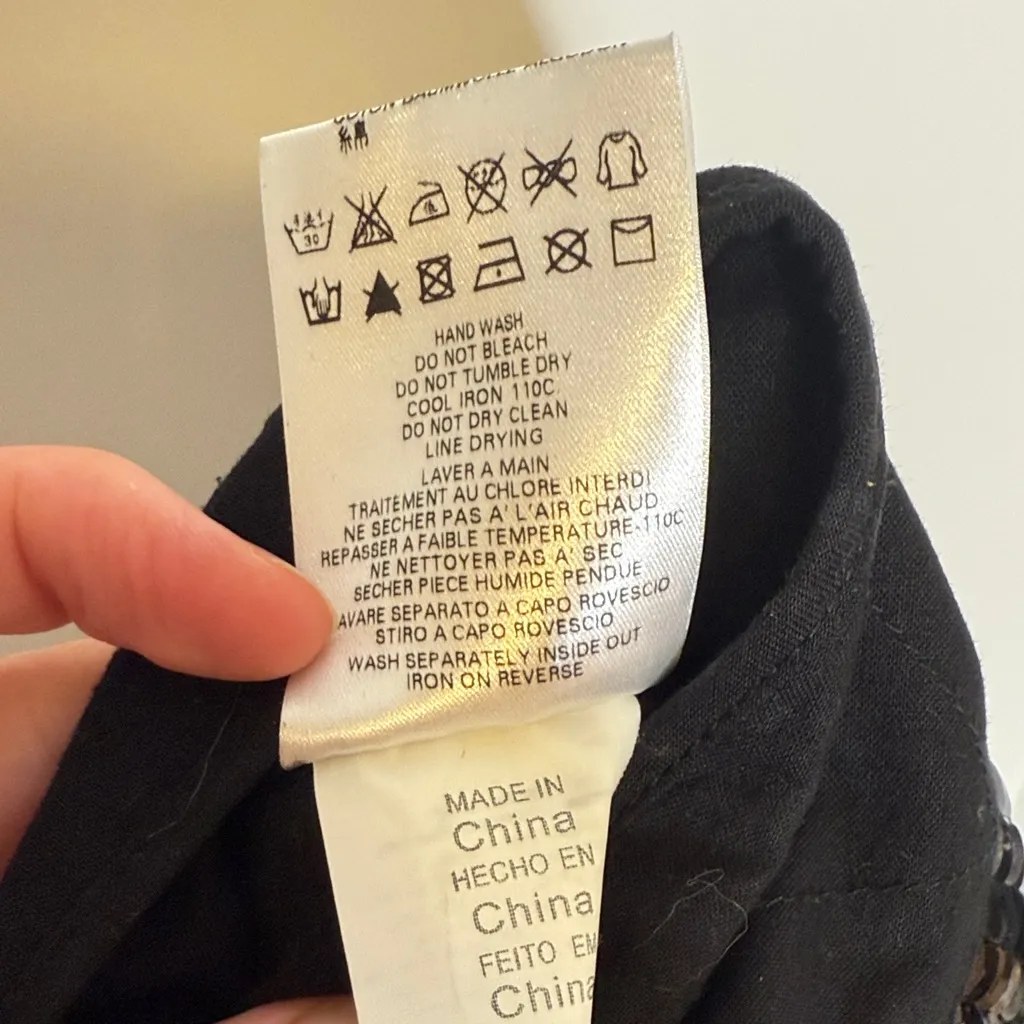 綿
30
HAND WASH
DO NOT BLEACH
DO NOT TUMBLE DRY
COOL IRON 110C
DO NOT DRY CLEAN
LINE DRYING
LAVER A MAIN
TRAITEMENT AU CHLORE INTERDI
NE SECHER PAS A' L'AIR CHAUD
REPASSER A FAIBLE TEMPERATURE-110C
NE NETTOYER PAS A' SEC
SECHER PIECE HUMIDE PENDUE
AVARE SEPARATO A CAPO ROVESCIO
STIRO A CAPO ROVESCIO
WASH SEPARATELY INSIDE OUT
IRON ON REVERSE
MADE IN
China
HECHO EN
China
FEITO EM
China